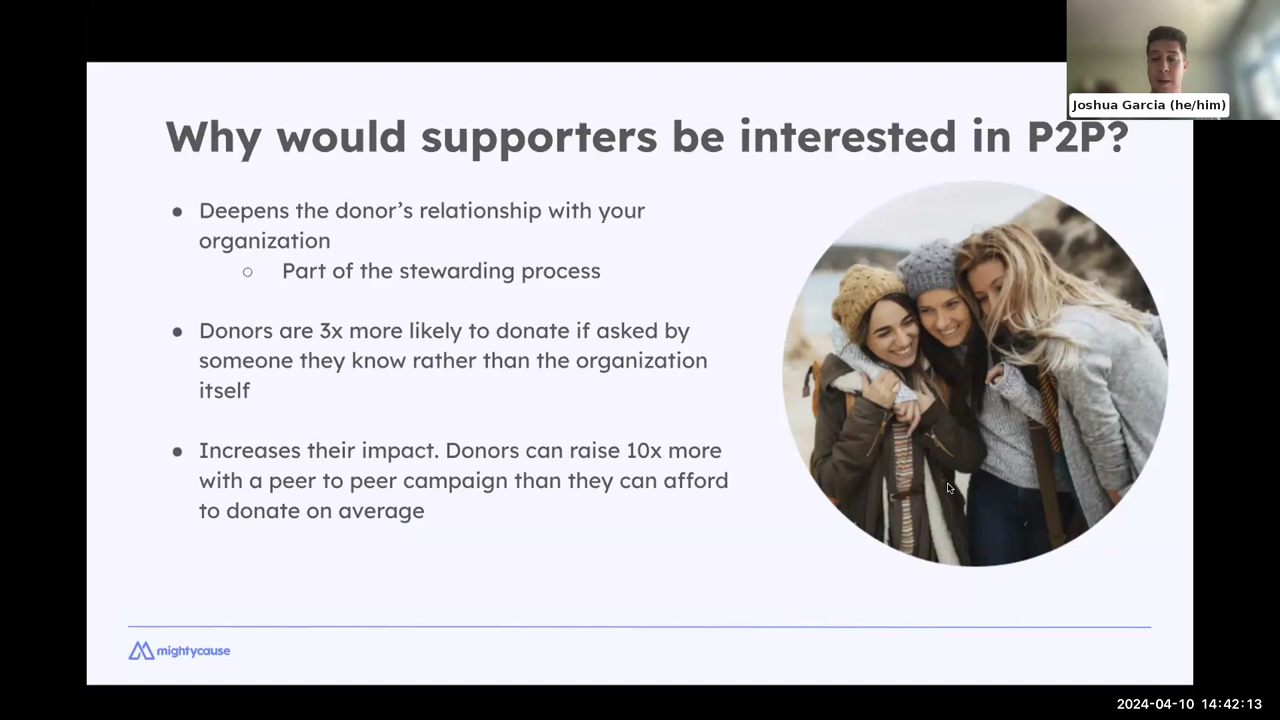 Joshua Garcia (he/him)
Why would supporters be interested in P2P?
● Deepens the donor’s relationship with your
organization
○ Part of the stewarding process
● Donors are 3x more likely to donate if asked by
someone they know rather than the organization
itself
● Increases their impact. Donors can raise 10x more
with a peer to peer campaign than they can afford
to donate on average
mightycause
2024-04-10 14:42:13